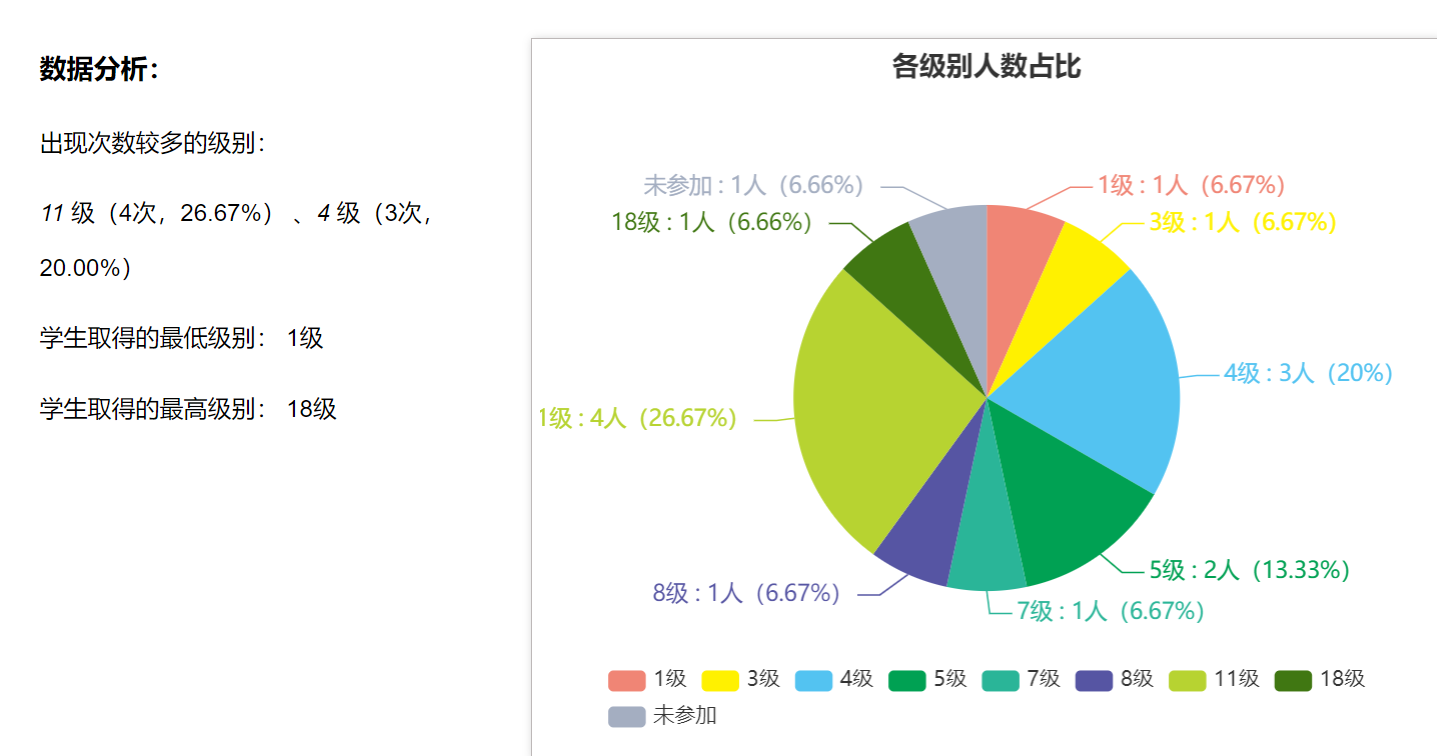 数据分析：
出现次数较多的级别：
11 级（4次，26.67%） 、4 级（3次，
20.00%）
学生取得的最低级别： 1级
学生取得的最高级别： 18级
各级别人数占比
未参加 : 1人（6.66%）
1级 : 1人（6.67%）
18级 : 1人（6.66%）
3级 : 1人（6.67%）
4级 : 3人（20%）
1级 : 4人（26.67%）
5级 : 2人（13.33%）
8级 : 1人（6.67%）
7级 : 1人（6.67%）
1级 3级 4级 5级 7级 8级 11级 18级
未参加